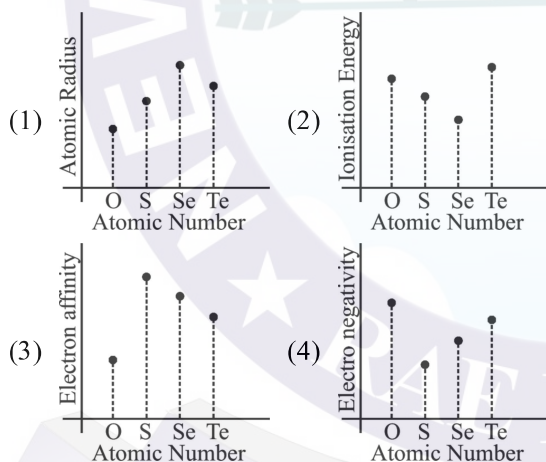 (1)
Atomic Radius
O S Se Te
Atomic Number
(2)
Ionisation Energy
O S Se Te
Atomic Number
(3)
Electron affinity
O S Se Te
Atomic Number
(4)
Electro negativity
O S Se Te
Atomic Number